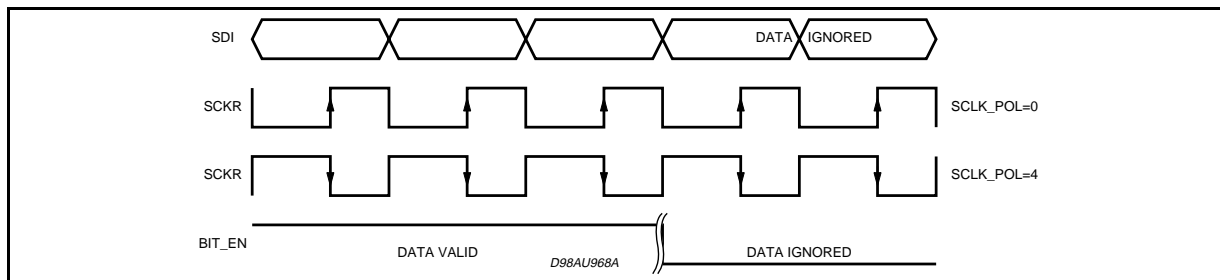 SDI
DATA IGNORED
SCKR
SCLK_POL=0
SCKR
SCLK_POL=4
BIT_EN
DATA VALID
D98AU968A
DATA IGNORED